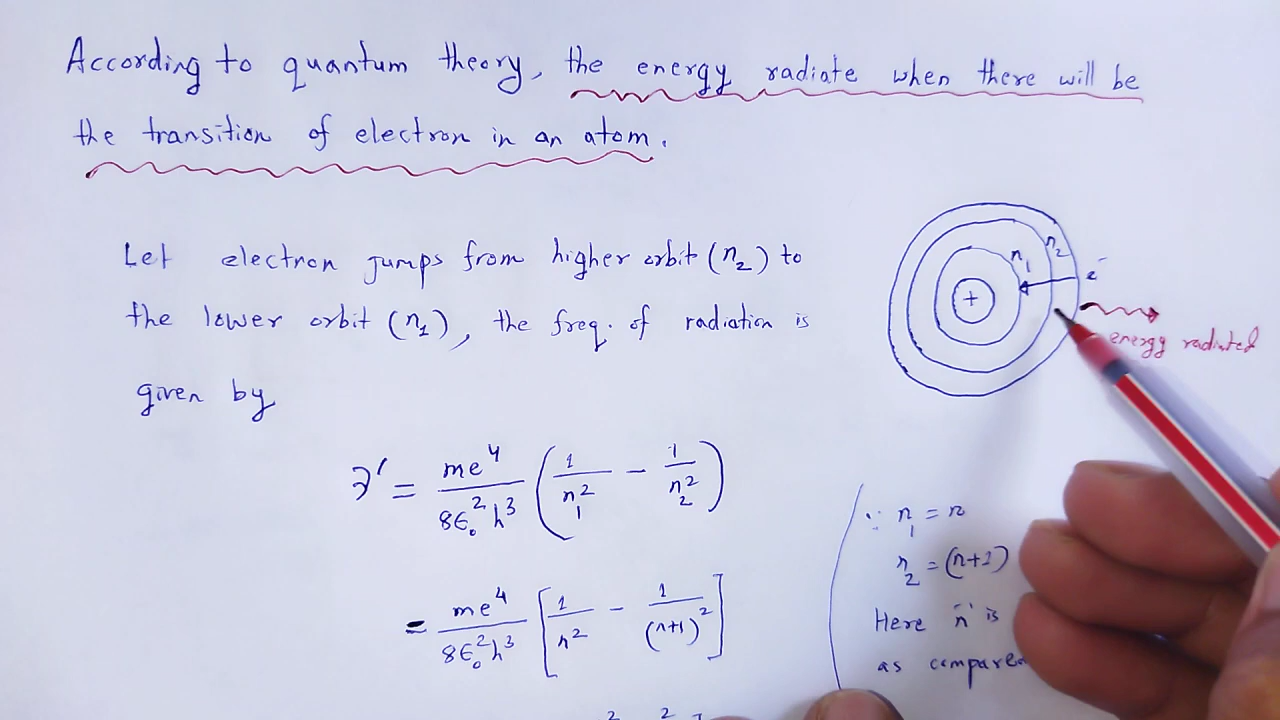 According to quantum theory, the energy radiate when there will be
the transition of electron in an atom.
Let electron jumps from higher orbit (n₂) to
the lower orbit (n₁), the freq. of radiation is
given by
n₁
n₂
e⁻
+
energy radiated
ν' = me⁴/8ϵ₀²h³ (1/n₁² - 1/n₂²)
= me⁴/8ϵ₀²h³ [1/n² - 1/(n+1)²]
∵ n₁ = n
n₂ = (n+1)
Here 'n' is
as